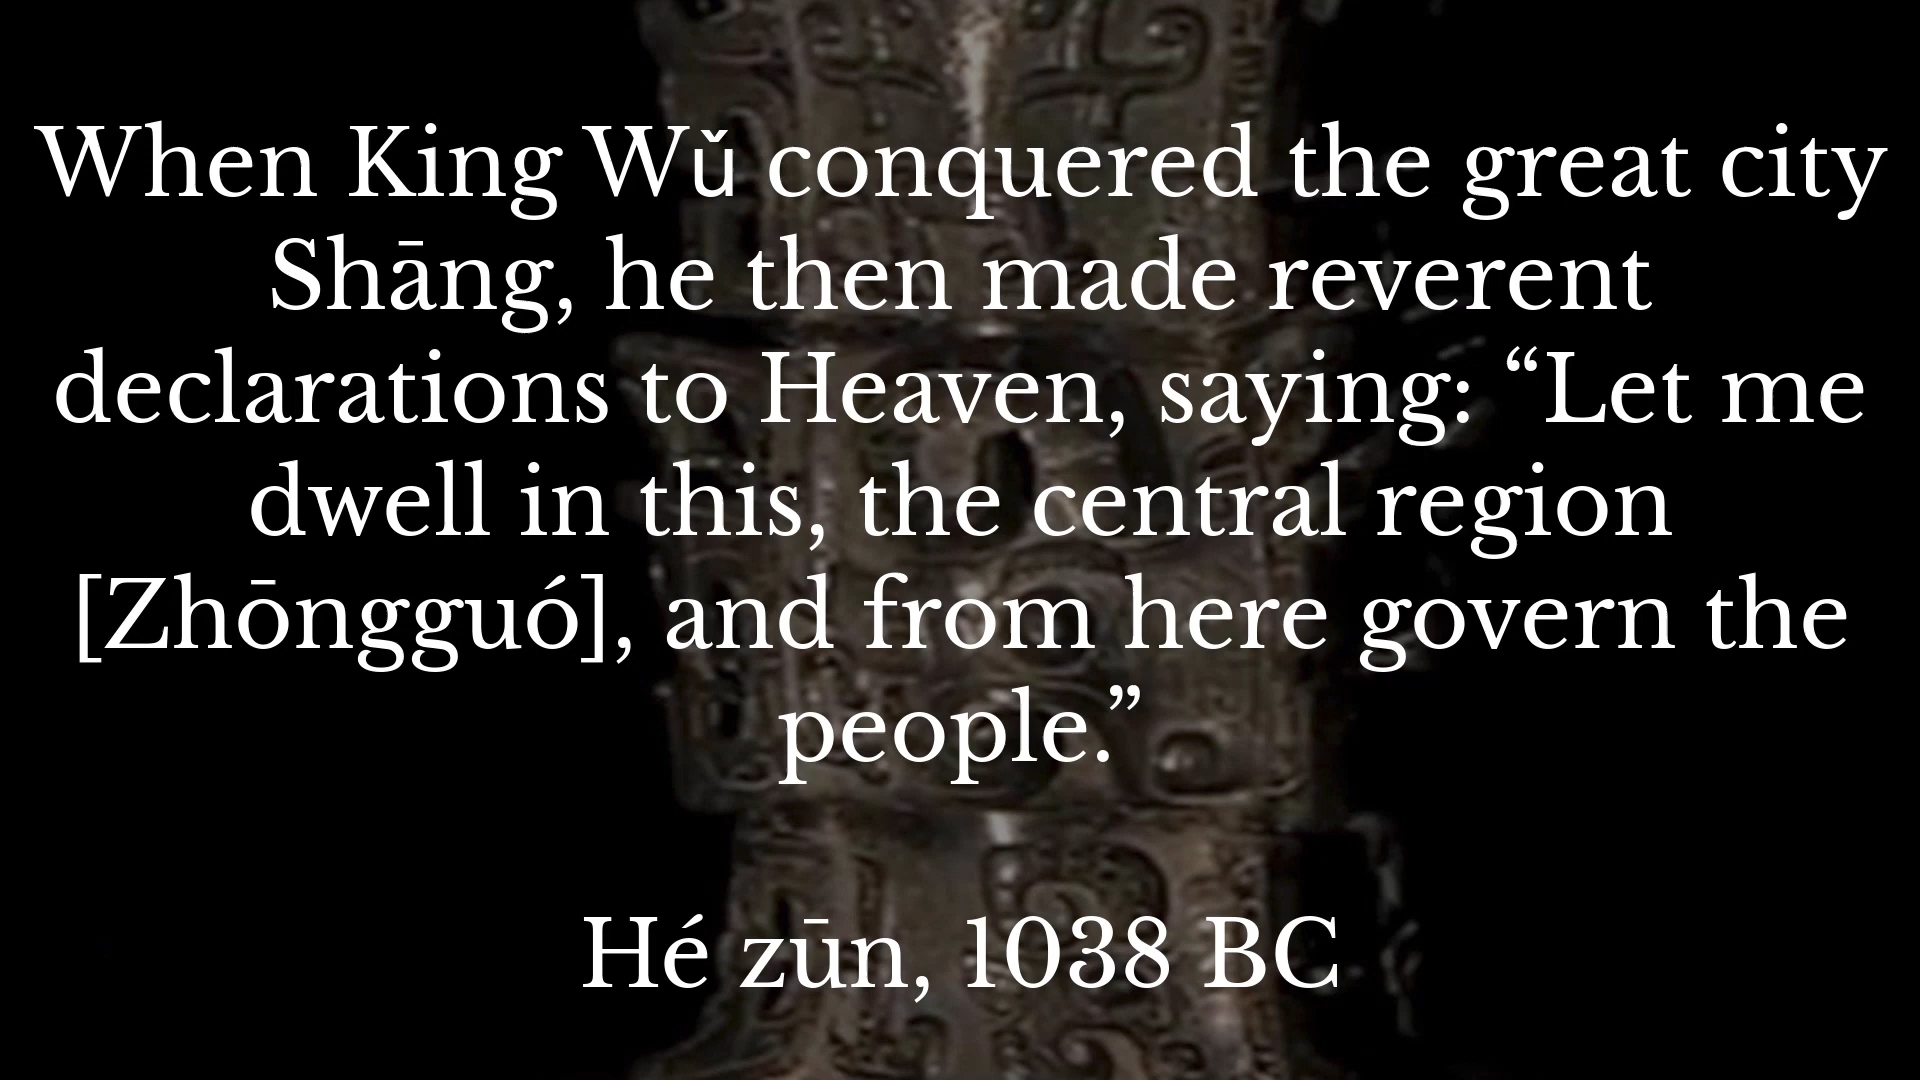 When King Wǔ conquered the great city
Shāng, he then made reverent
declarations to Heaven, saying: “Let me
dwell in this, the central region
[Zhōngguó], and from here govern the
people.”
Hé zūn, 1038 BC